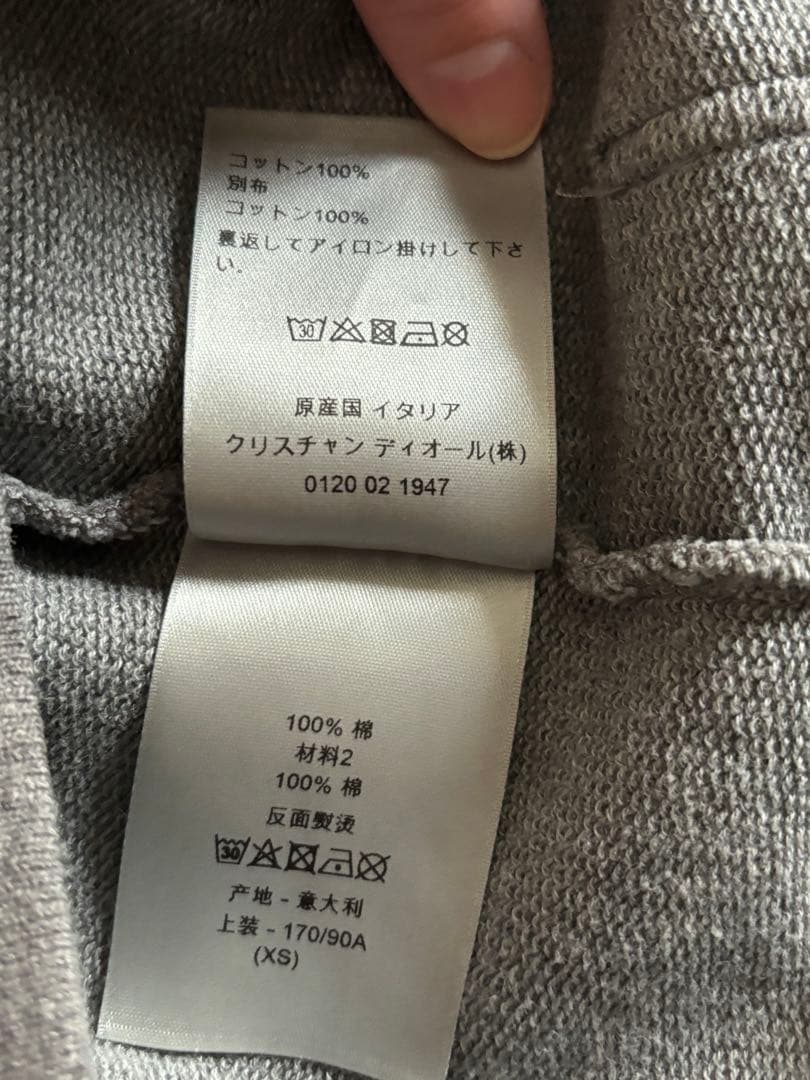 コットン100%
別布
コットン100%
裏返してアイロン掛けして下さ
い。
30
原産国 イタリア
クリスチャン ディオール(株)
0120 02 1947
100% 棉
材料2
100% 棉
反面熨烫
30
产地 - 意大利
上装 - 170/90A
(XS)